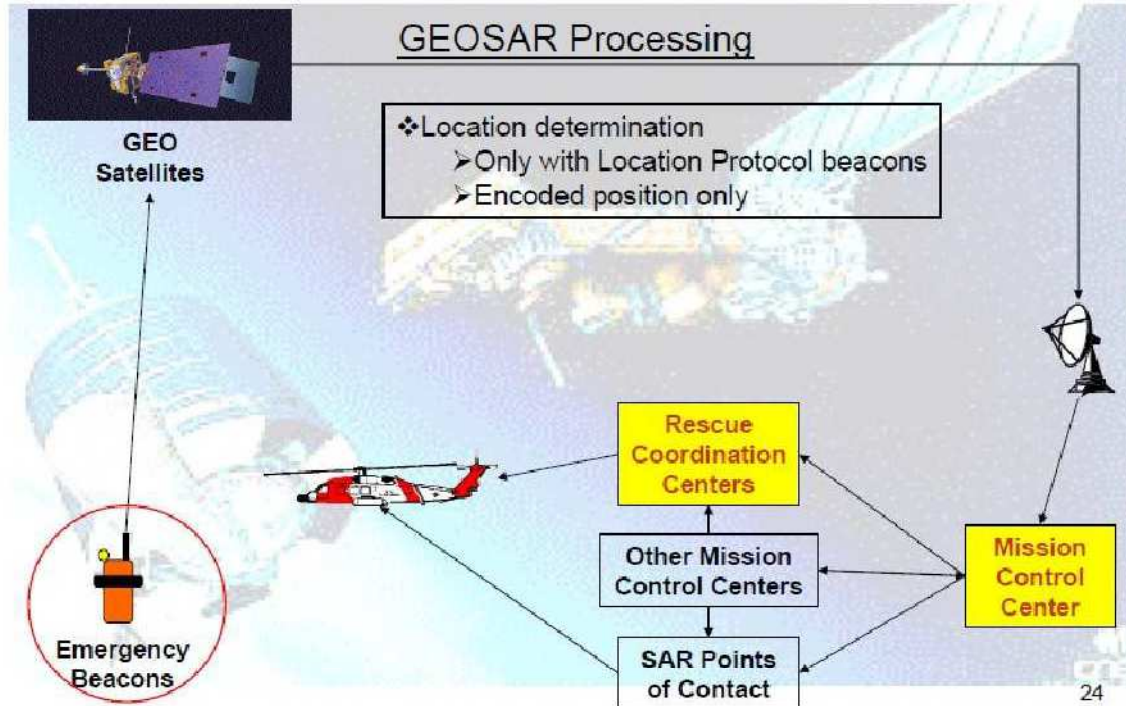 GEOSAR Processing
GEO
Satellites
❖Location determination
➢Only with Location Protocol beacons
➢Encoded position only
Rescue
Coordination
Centers
Other Mission
Control Centers
Mission
Control
Center
SAR Points
of Contact
Emergency
Beacons
24